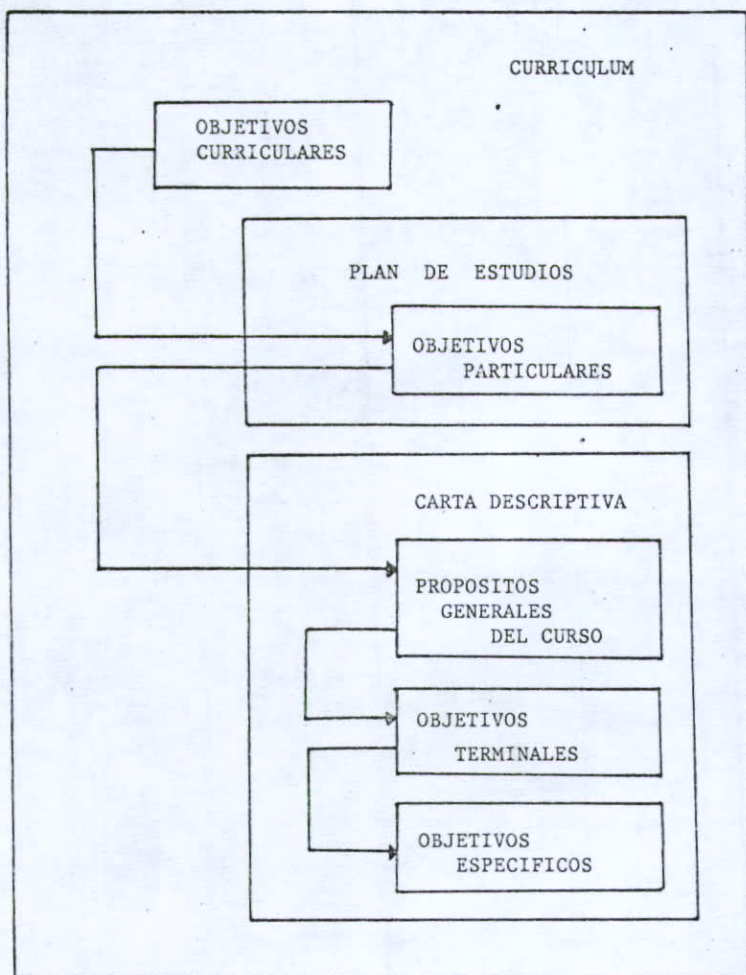 CURRICULUM
OBJETIVOS
CURRICULARES
PLAN DE ESTUDIOS
OBJETIVOS
PARTICULARES
CARTA DESCRIPTIVA
PROPOSITOS
GENERALES
DEL CURSO
OBJETIVOS
TERMINALES
OBJETIVOS
ESPECIFICOS